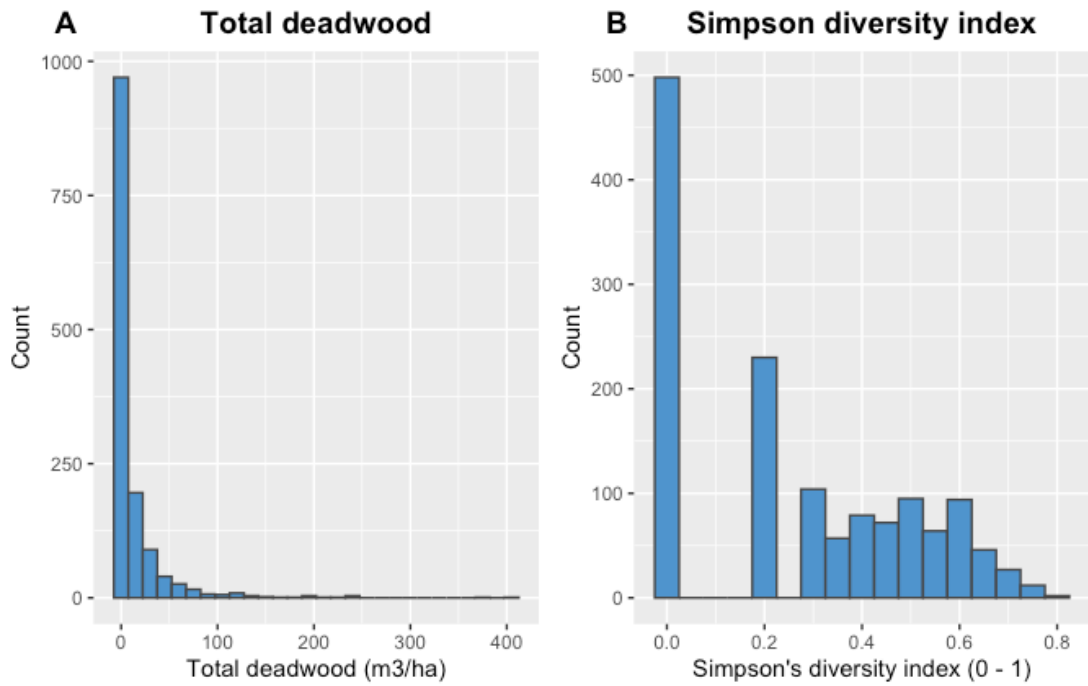 A
Total deadwood
1000
750
500
250
0
Count
0 100 200 300 400
Total deadwood (m3/ha)
B
Simpson diversity index
500
400
300
200
100
0
Count
0.0 0.2 0.4 0.6 0.8
Simpson's diversity index (0 - 1)